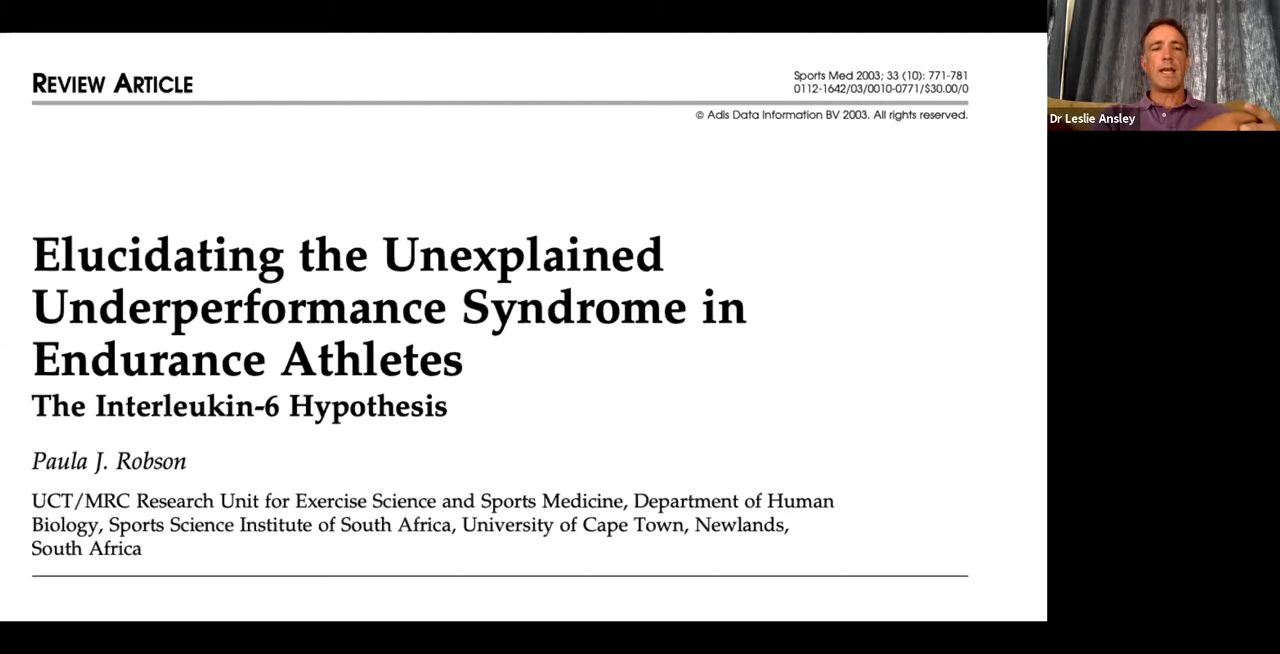 REVIEW ARTICLE
Sports Med 2003; 33 (10): 771-781
0112-1642/03/0010-0771/$30.00/0
© Adis Data Information BV 2003. All rights reserved.
Dr Leslie Ansley
Elucidating the Unexplained
Underperformance Syndrome in
Endurance Athletes
The Interleukin-6 Hypothesis
Paula J. Robson
UCT/MRC Research Unit for Exercise Science and Sports Medicine, Department of Human
Biology, Sports Science Institute of South Africa, University of Cape Town, Newlands,
South Africa